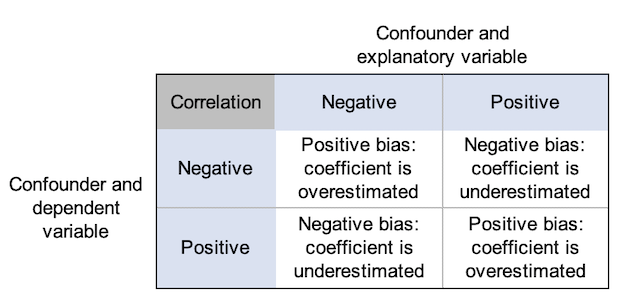 Confounder and
explanatory variable
Correlation Negative Positive
Confounder and
dependent
variable
Negative
Positive bias:
coefficient is
overestimated
Negative bias:
coefficient is
underestimated
Positive
Negative bias:
coefficient is
underestimated
Positive bias:
coefficient is
overestimated